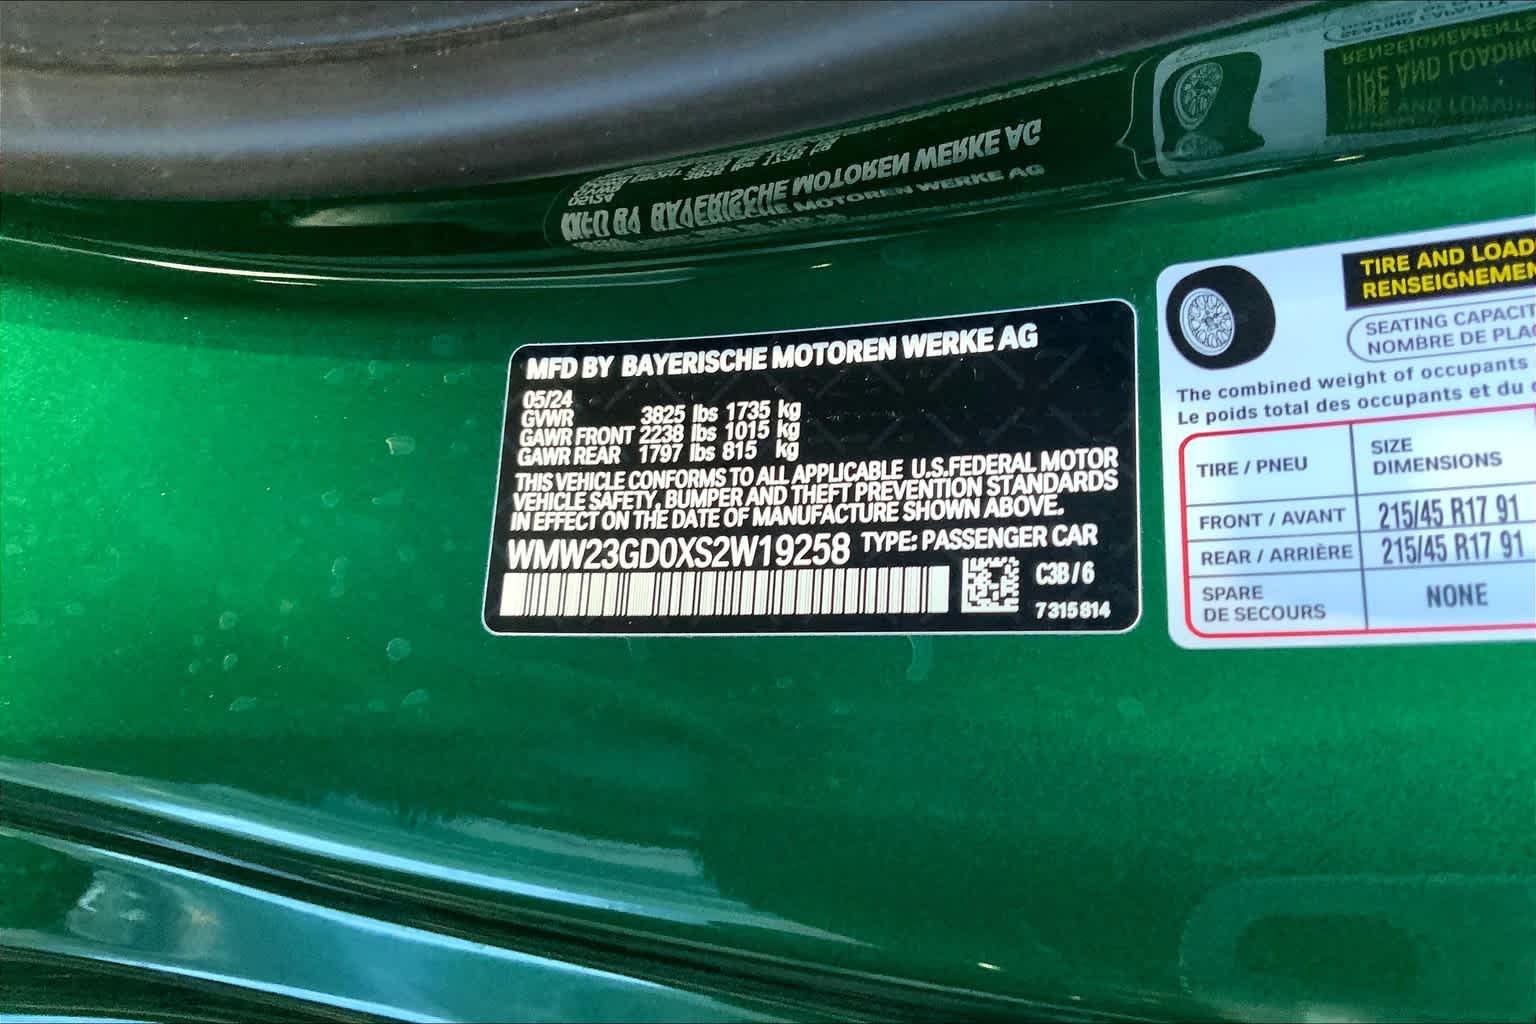 MFD BY BAYERISCHE MOTOREN WERKE AG
05/24
GVWR 3825 lbs 1735 kg
GAWR FRONT 2238 lbs 1015 kg
GAWR REAR 1797 lbs 815 kg
THIS VEHICLE CONFORMS TO ALL APPLICABLE U.S.FEDERAL MOTOR
VEHICLE SAFETY, BUMPER AND THEFT PREVENTION STANDARDS
IN EFFECT ON THE DATE OF MANUFACTURE SHOWN ABOVE.
WMW23GD0XS2W19258 TYPE: PASSENGER CAR
C3B/6
7315814
TIRE AND LOAD
RENSEIGNEMEN
SEATING CAPACIT
NOMBRE DE PLA
The combined weight of occupants
Le poids total des occupants et du
TIRE / PNEU SIZE
DIMENSIONS
FRONT / AVANT 215/45 R17 91
REAR / ARRIÈRE 215/45 R17 91
SPARE
DE SECOURS NONE